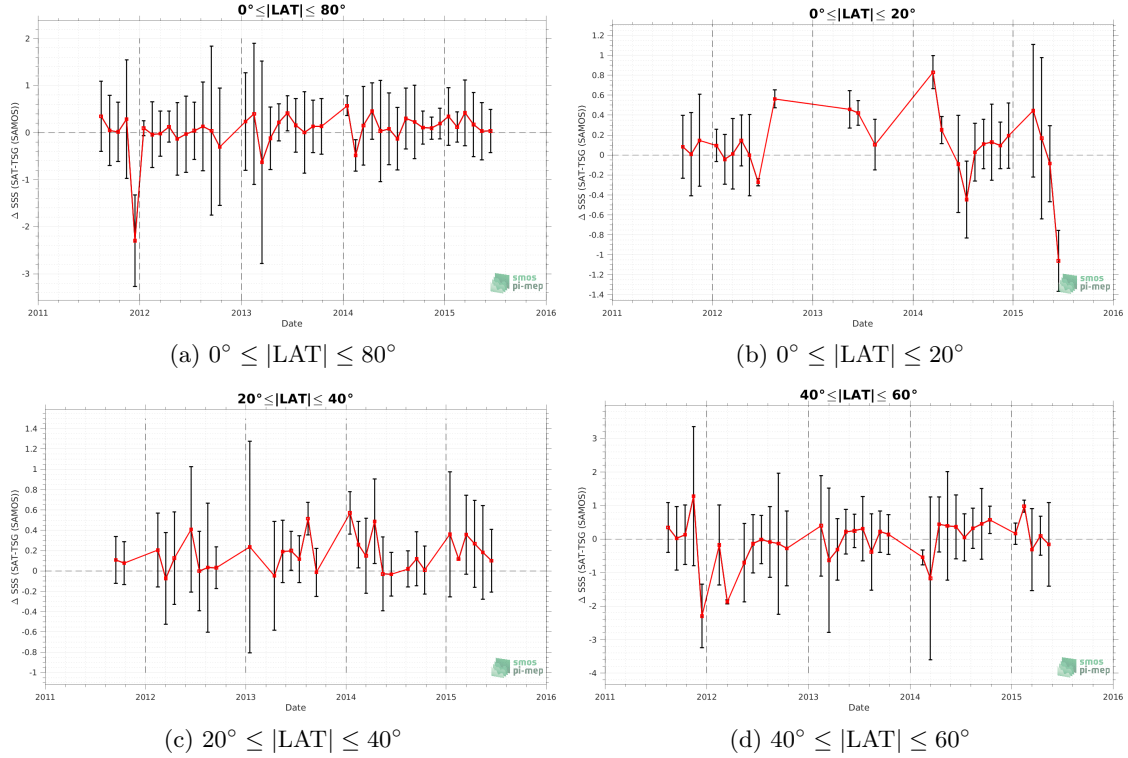 0°≤|LAT|≤ 80°
Δ SSS (SAT-TSG (SAMOS))
2
1
0
-1
-2
-3
2011
2012
2013
2014
2015
2016
Date
smos
pi-mep
(a) 0° ≤ |LAT| ≤ 80°
0°≤|LAT|≤ 20°
Δ SSS (SAT-TSG (SAMOS))
1.2
1
0.8
0.6
0.4
0.2
0
-0.2
-0.4
-0.6
-0.8
-1
-1.2
-1.4
2011
2012
2013
2014
2015
2016
Date
smos
pi-mep
(b) 0° ≤ |LAT| ≤ 20°
20°≤|LAT|≤ 40°
Δ SSS (SAT-TSG (SAMOS))
1.4
1.2
1
0.8
0.6
0.4
0.2
0
-0.2
-0.4
-0.6
-0.8
-1
2011
2012
2013
2014
2015
2016
Date
smos
pi-mep
(c) 20° ≤ |LAT| ≤ 40°
40°≤|LAT|≤ 60°
Δ SSS (SAT-TSG (SAMOS))
3
2
1
0
-1
-2
-3
-4
2011
2012
2013
2014
2015
2016
Date
smos
pi-mep
(d) 40° ≤ |LAT| ≤ 60°